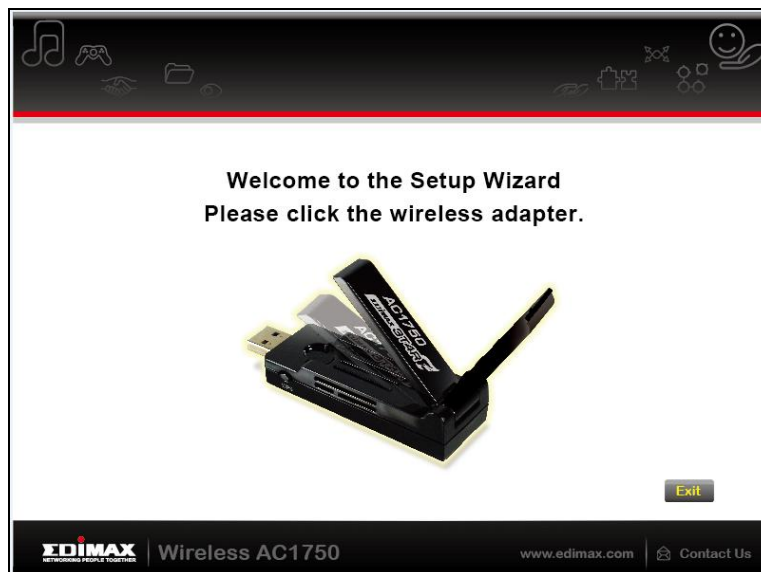 Welcome to the Setup Wizard
Please click the wireless adapter.
AC1750
EDIMAX STAR
Exit
EDIMAX
NETWORKING PEOPLE TOGETHER
Wireless AC1750
www.edimax.com
Contact Us